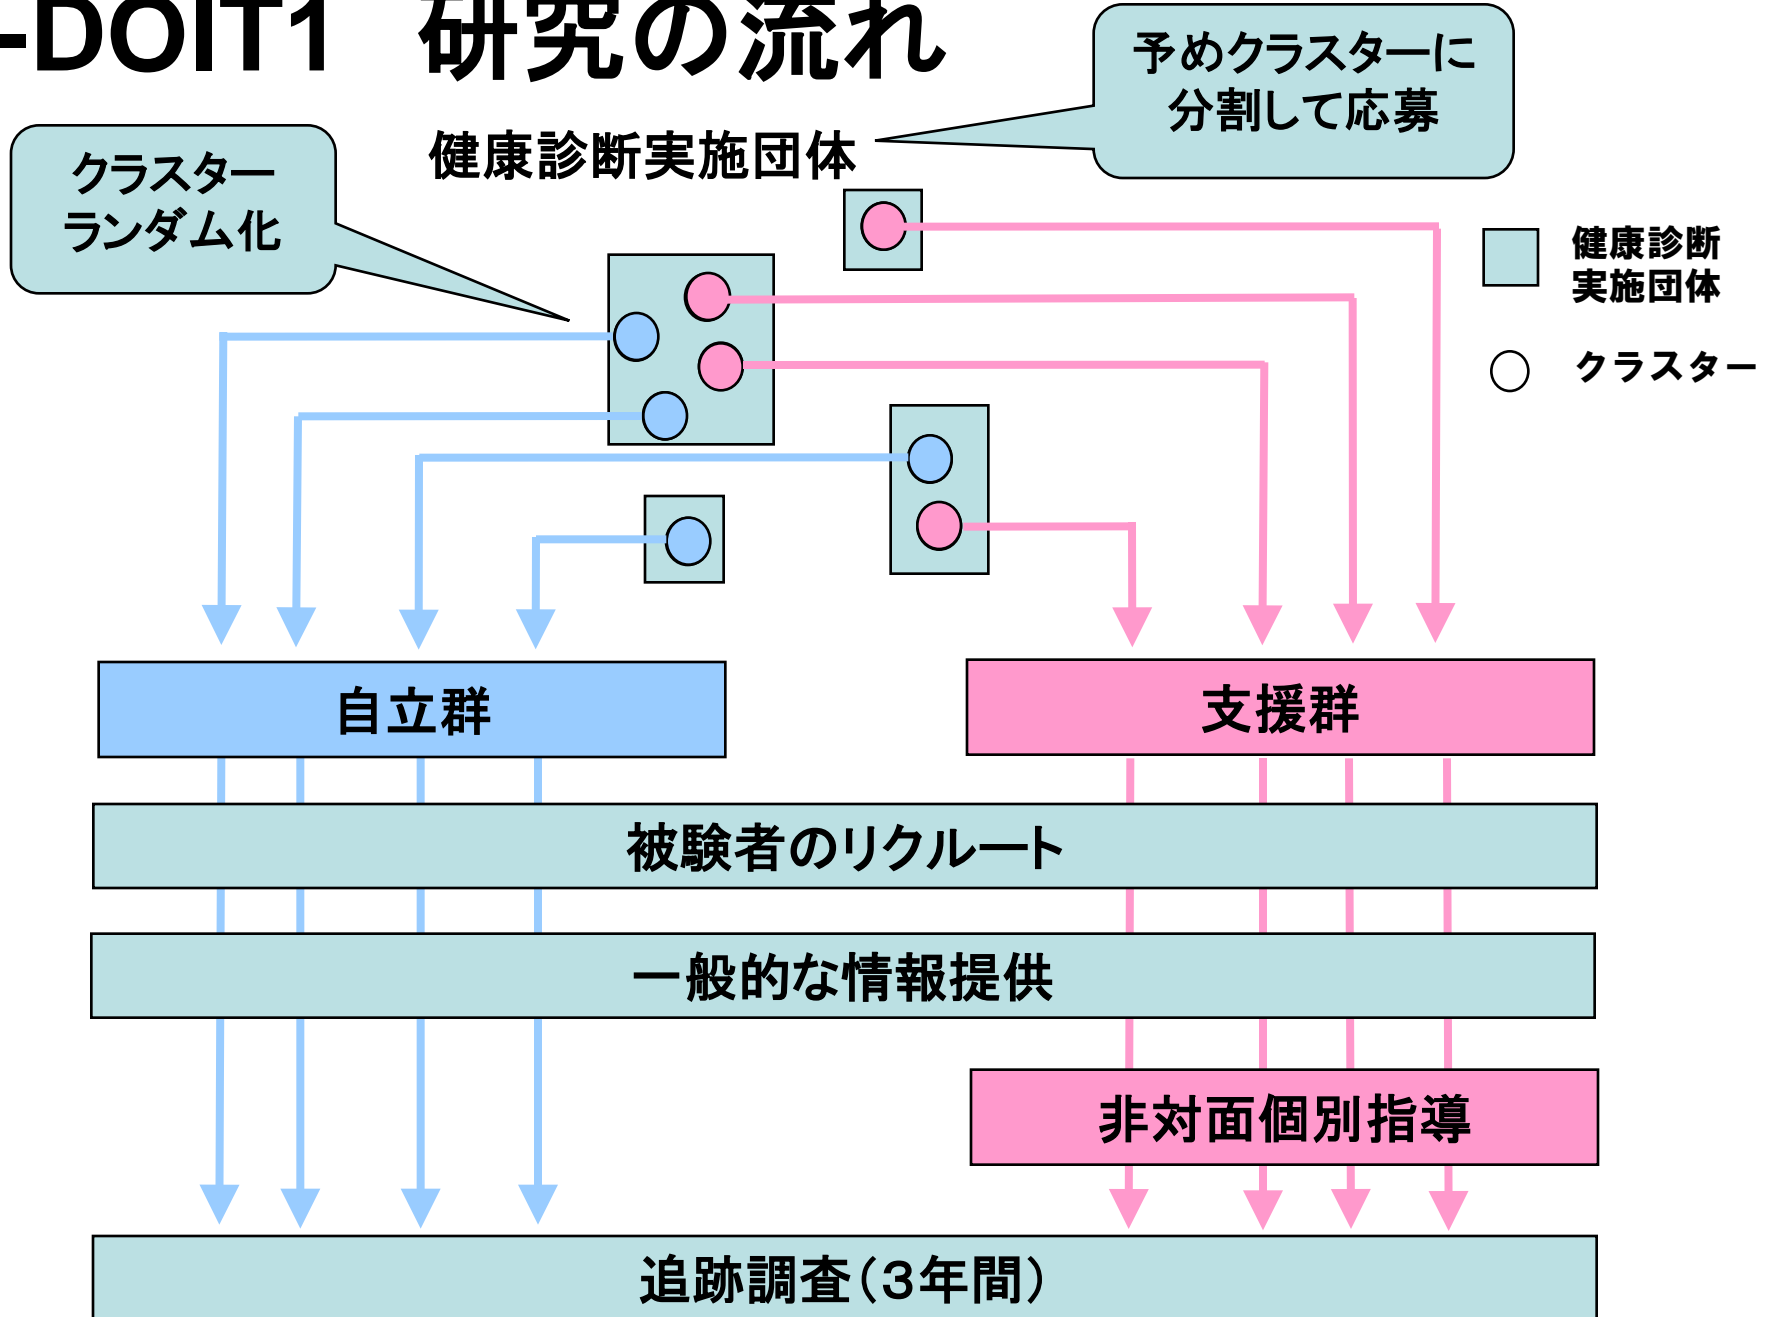 -DOIT1 研究の流れ
予めクラスターに
分割して応募
健康診断実施団体
クラスター
ランダム化
健康診断
実施団体
クラスター
自立群
支援群
被験者のリクルート
一般的な情報提供
非対面個別指導
追跡調査(3年間)